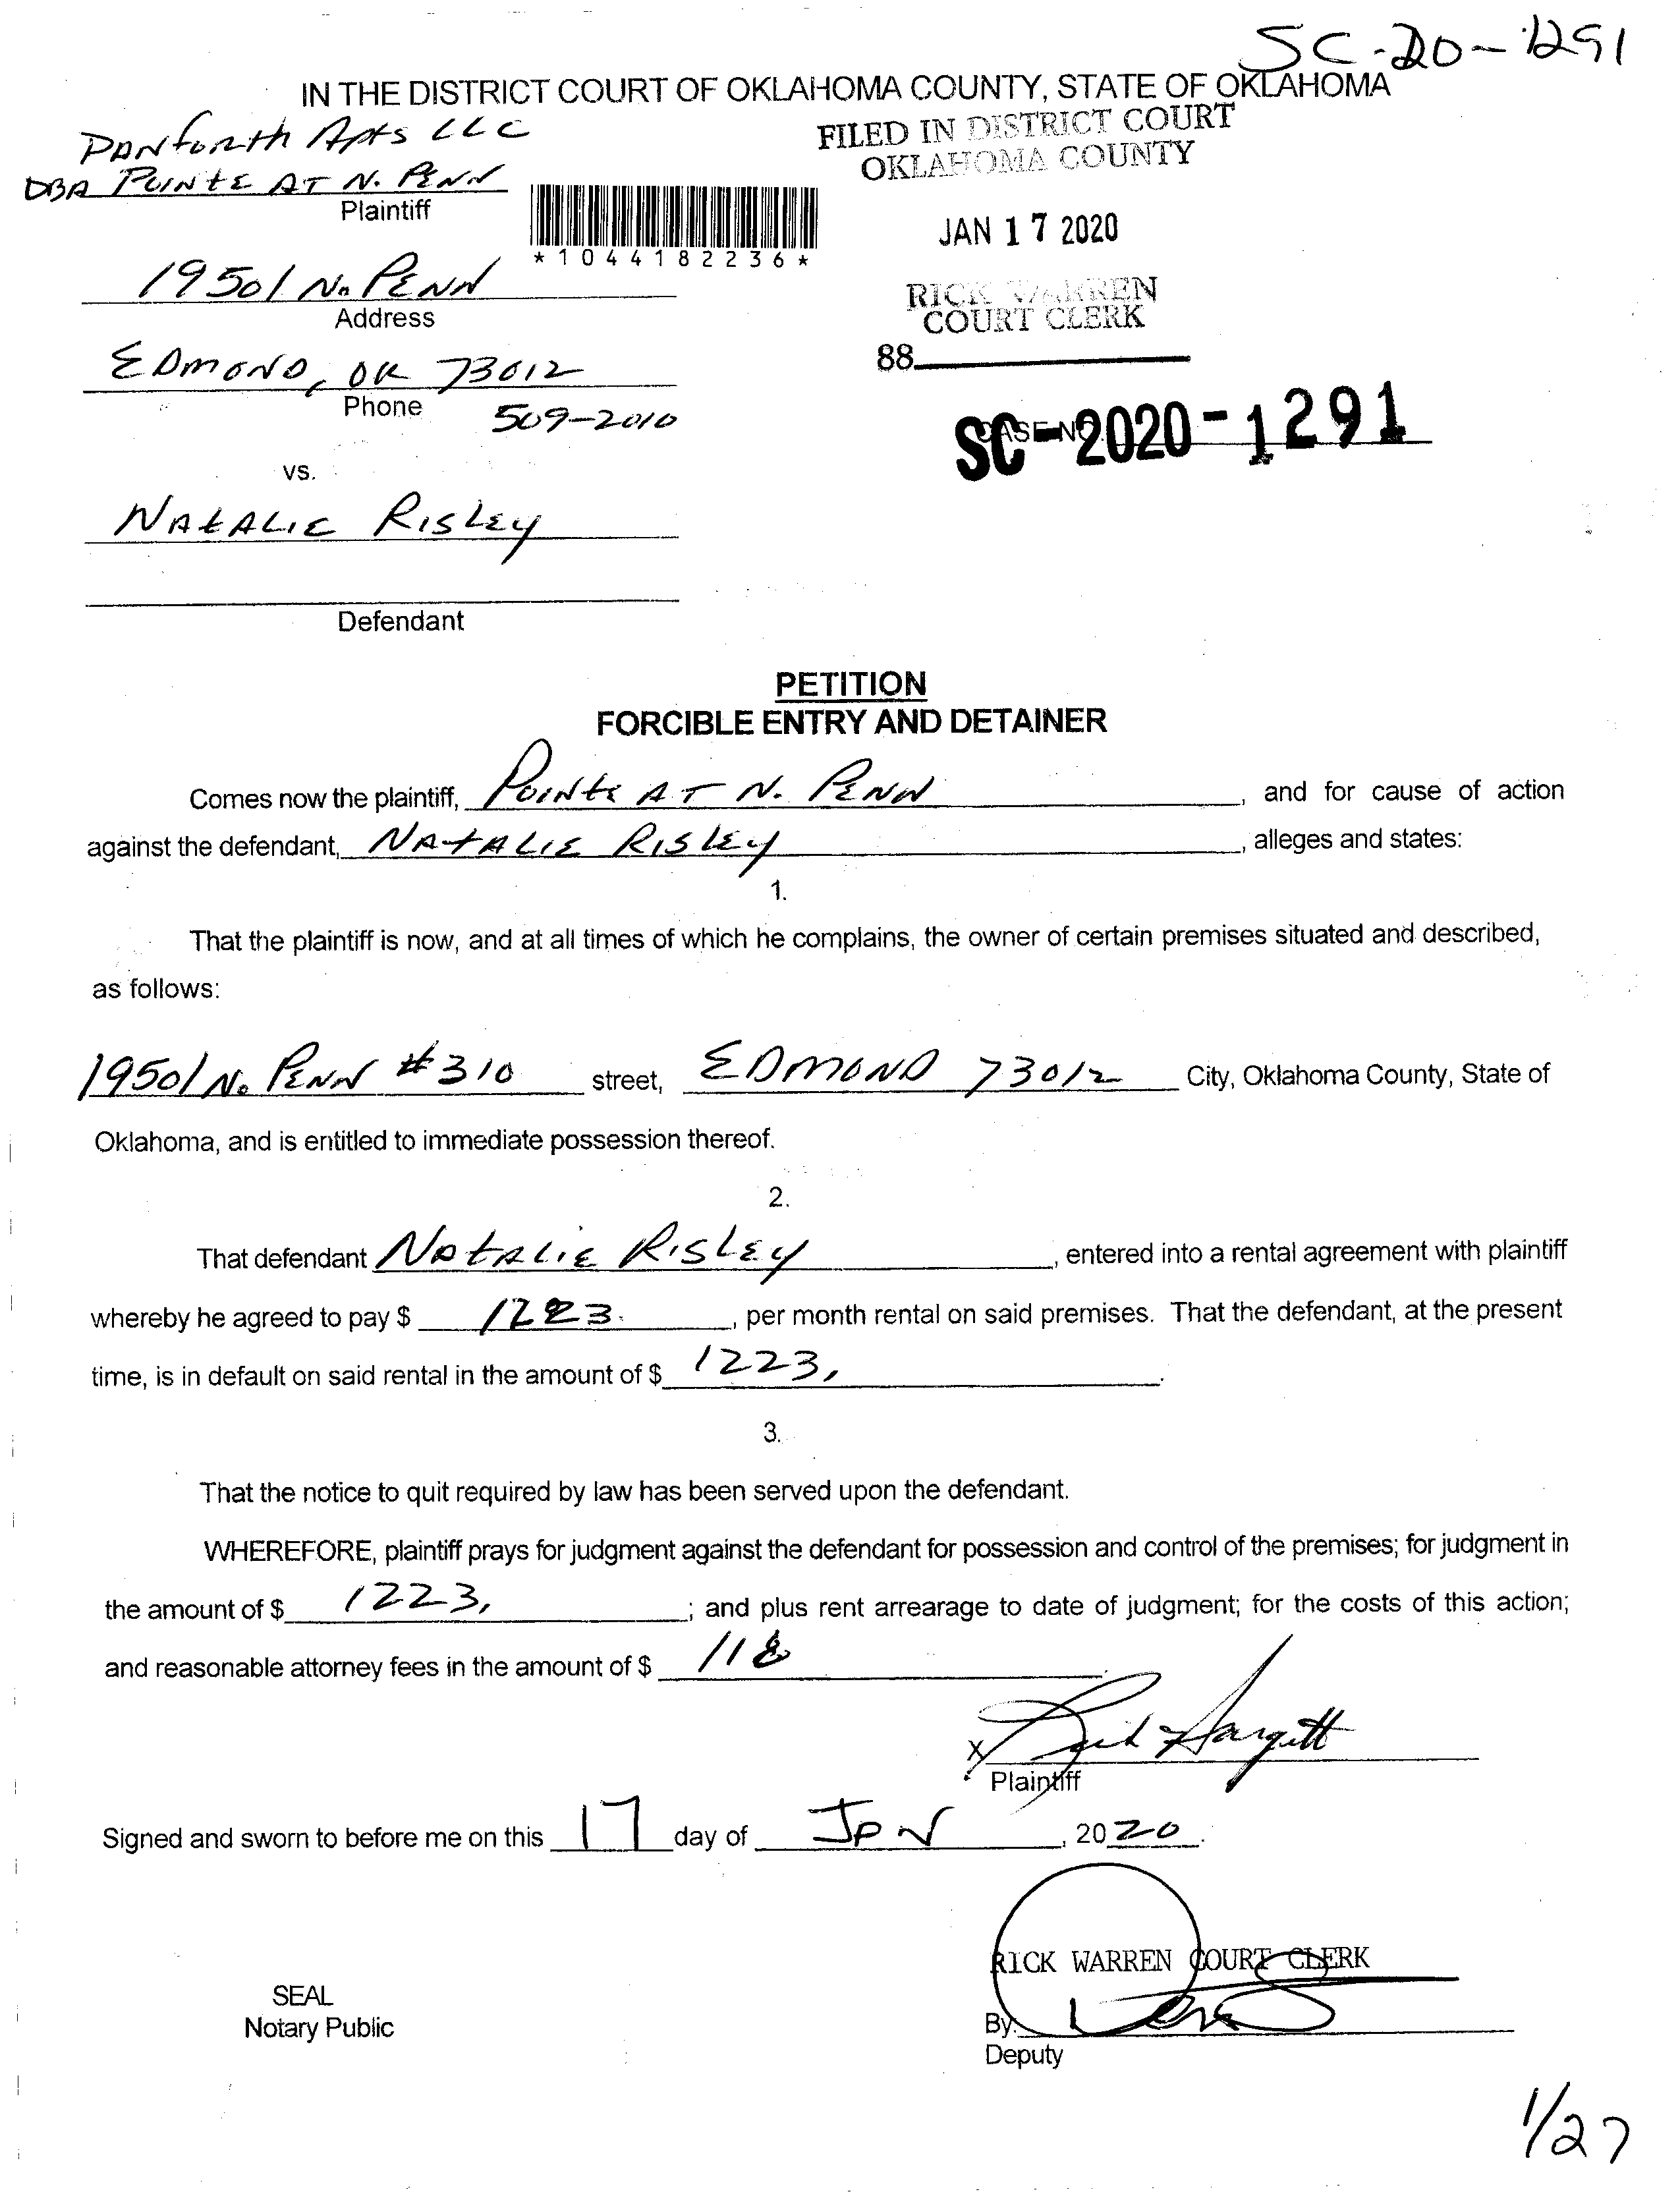 SC-20-1291
IN THE DISTRICT COURT OF OKLAHOMA COUNTY, STATE OF OKLAHOMA
DANFORTH APTS LLC
DBA POINTE AT N. PENN
Plaintiff
FILED IN DISTRICT COURT
OKLAHOMA COUNTY
*1044182236*
JAN 17 2020
19501 N. PENN
Address
RICK WARREN
COURT CLERK
EDMOND, OK 73012
88
Phone 509-2010
CASE NO.
SC-2020-1291
vs.
NATALIE RISLEY
Defendant
PETITION
FORCIBLE ENTRY AND DETAINER
Comes now the plaintiff, POINTE AT N. PENN, and for cause of action
against the defendant, NATALIE RISLEY, alleges and states:
1.
That the plaintiff is now, and at all times of which he complains, the owner of certain premises situated and described,
as follows:
19501 N. PENN #310 street, EDMOND 73012 City, Oklahoma County, State of
Oklahoma, and is entitled to immediate possession thereof.
2.
That defendant NATALIE RISLEY, entered into a rental agreement with plaintiff
whereby he agreed to pay $ 1223., per month rental on said premises. That the defendant, at the present
time, is in default on said rental in the amount of $ 1223,.
3.
That the notice to quit required by law has been served upon the defendant.
WHEREFORE, plaintiff prays for judgment against the defendant for possession and control of the premises; for judgment in
the amount of $ 1223,; and plus rent arrearage to date of judgment; for the costs of this action;
and reasonable attorney fees in the amount of $ 118.
X Hargett
Plaintiff
Signed and sworn to before me on this 17 day of JAN, 2020.
RICK WARREN COURT CLERK
SEAL
Notary Public
By:
Deputy
1/27